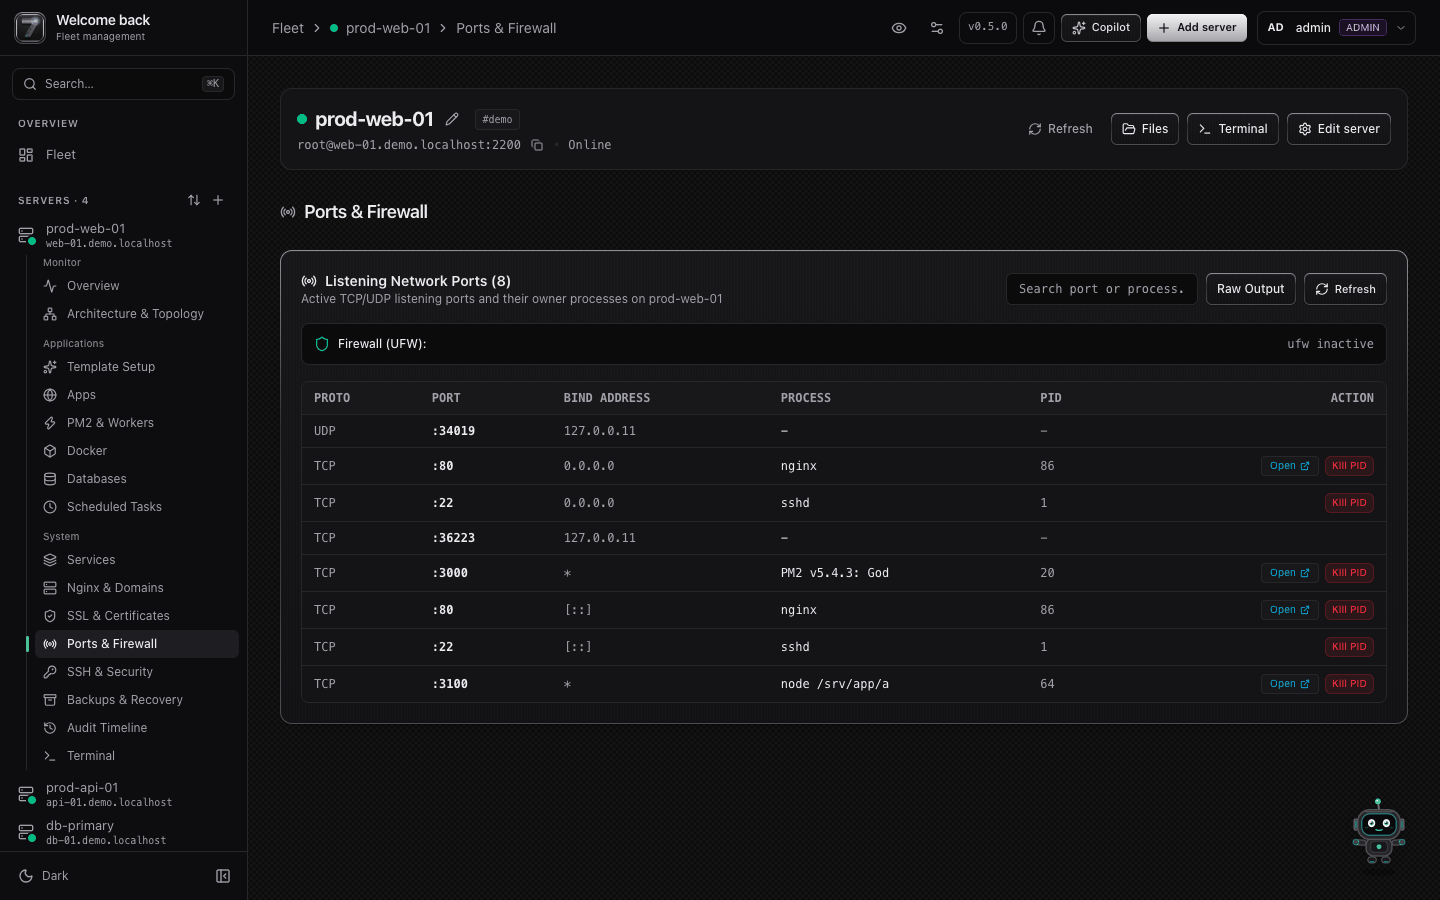 Welcome back
Fleet management
Search...
⌘K
OVERVIEW
Fleet
SERVERS · 4
prod-web-01
web-01.demo.localhost
Monitor
Overview
Architecture & Topology
Applications
Template Setup
Apps
PM2 & Workers
Docker
Databases
Scheduled Tasks
System
Services
Nginx & Domains
SSL & Certificates
Ports & Firewall
SSH & Security
Backups & Recovery
Audit Timeline
Terminal
prod-api-01
api-01.demo.localhost
db-primary
db-01.demo.localhost
Dark
Fleet > prod-web-01 > Ports & Firewall
v0.5.0
Copilot
Add server
AD admin ADMIN
prod-web-01 #demo
root@web-01.demo.localhost:2200 · Online
Refresh
Files
Terminal
Edit server
Ports & Firewall
Listening Network Ports (8)
Active TCP/UDP listening ports and their owner processes on prod-web-01
Search port or process.
Raw Output
Refresh
Firewall (UFW): ufw inactive
PROTO PORT BIND ADDRESS PROCESS PID ACTION
UDP :34019 127.0.0.11 — —
TCP :80 0.0.0.0 nginx 86 Open Kill PID
TCP :22 0.0.0.0 sshd 1 Kill PID
TCP :36223 127.0.0.11 — —
TCP :3000 * PM2 v5.4.3: God 20 Open Kill PID
TCP :80 [::] nginx 86 Open Kill PID
TCP :22 [::] sshd 1 Kill PID
TCP :3100 * node /srv/app/a 64 Open Kill PID